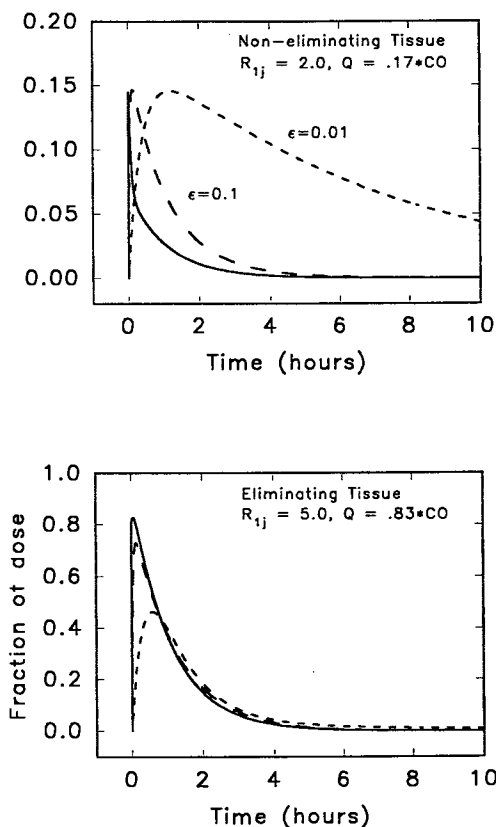 0.20
Non-eliminating Tissue
R1j = 2.0, Q = .17*CO
0.15
ϵ=0.01
0.10
ϵ=0.1
0.05
0.00
0 2 4 6 8 10
Time (hours)
1.0
Eliminating Tissue
R1j = 5.0, Q = .83*CO
0.8
0.6
0.4
0.2
0.0
Fraction of dose
0 2 4 6 8 10
Time (hours)